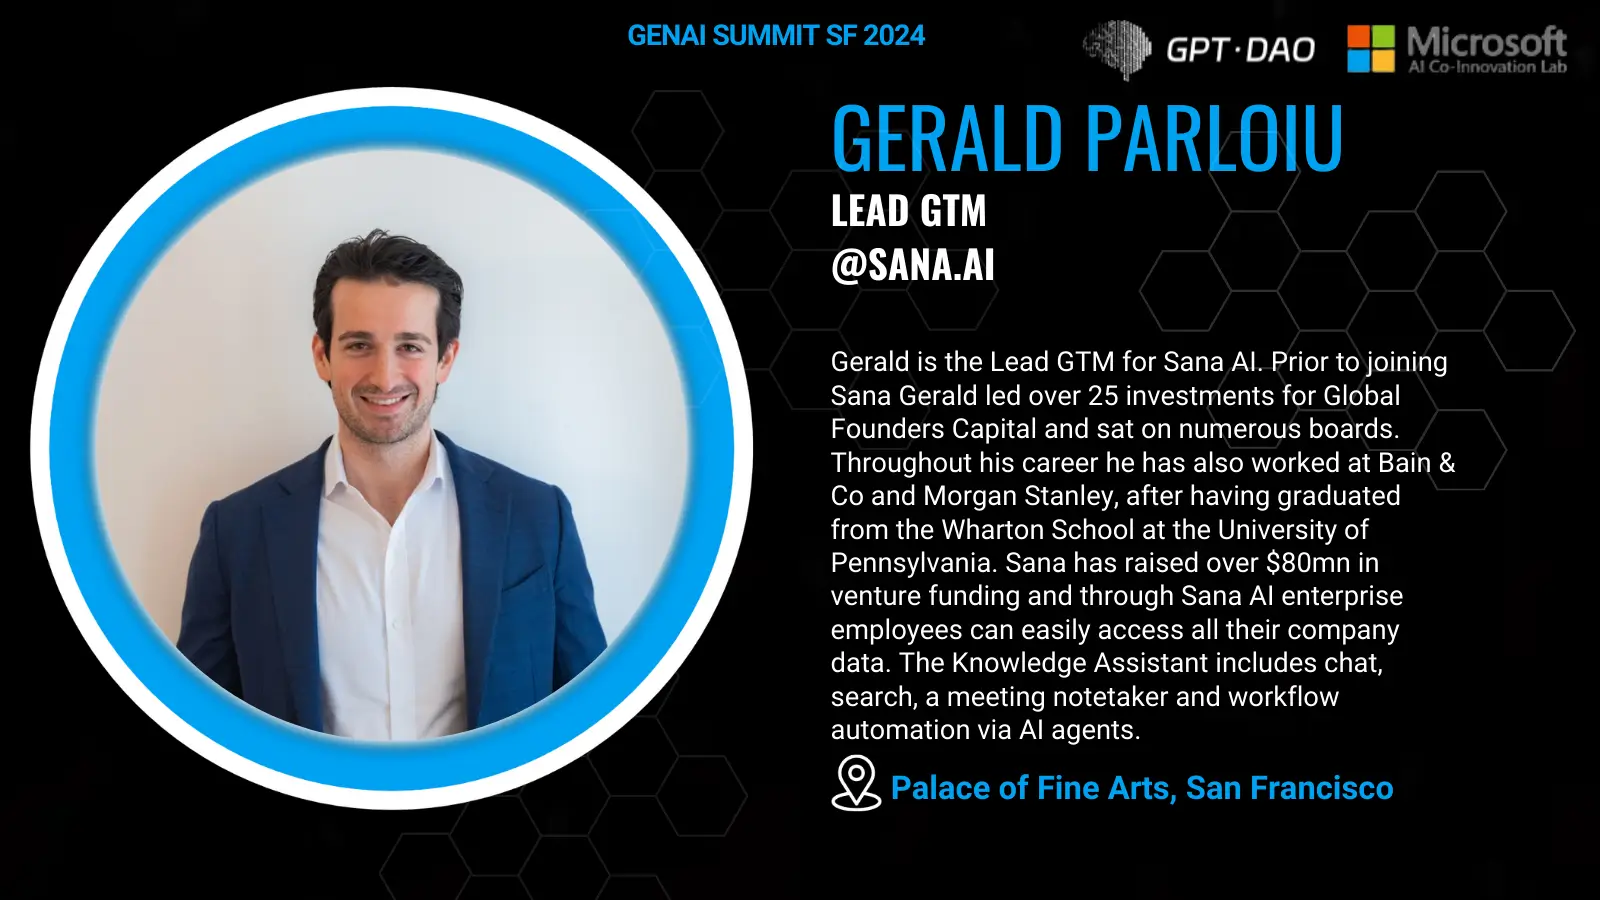 GENAI SUMMIT SF 2024
GPT·DAO
Microsoft
AI Co-Innovation Lab
GERALD PARLOIU
LEAD GTM
@SANA.AI
Gerald is the Lead GTM for Sana AI. Prior to joining
Sana Gerald led over 25 investments for Global
Founders Capital and sat on numerous boards.
Throughout his career he has also worked at Bain &
Co and Morgan Stanley, after having graduated
from the Wharton School at the University of
Pennsylvania. Sana has raised over $80mn in
venture funding and through Sana AI enterprise
employees can easily access all their company
data. The Knowledge Assistant includes chat,
search, a meeting notetaker and workflow
automation via AI agents.
Palace of Fine Arts, San Francisco